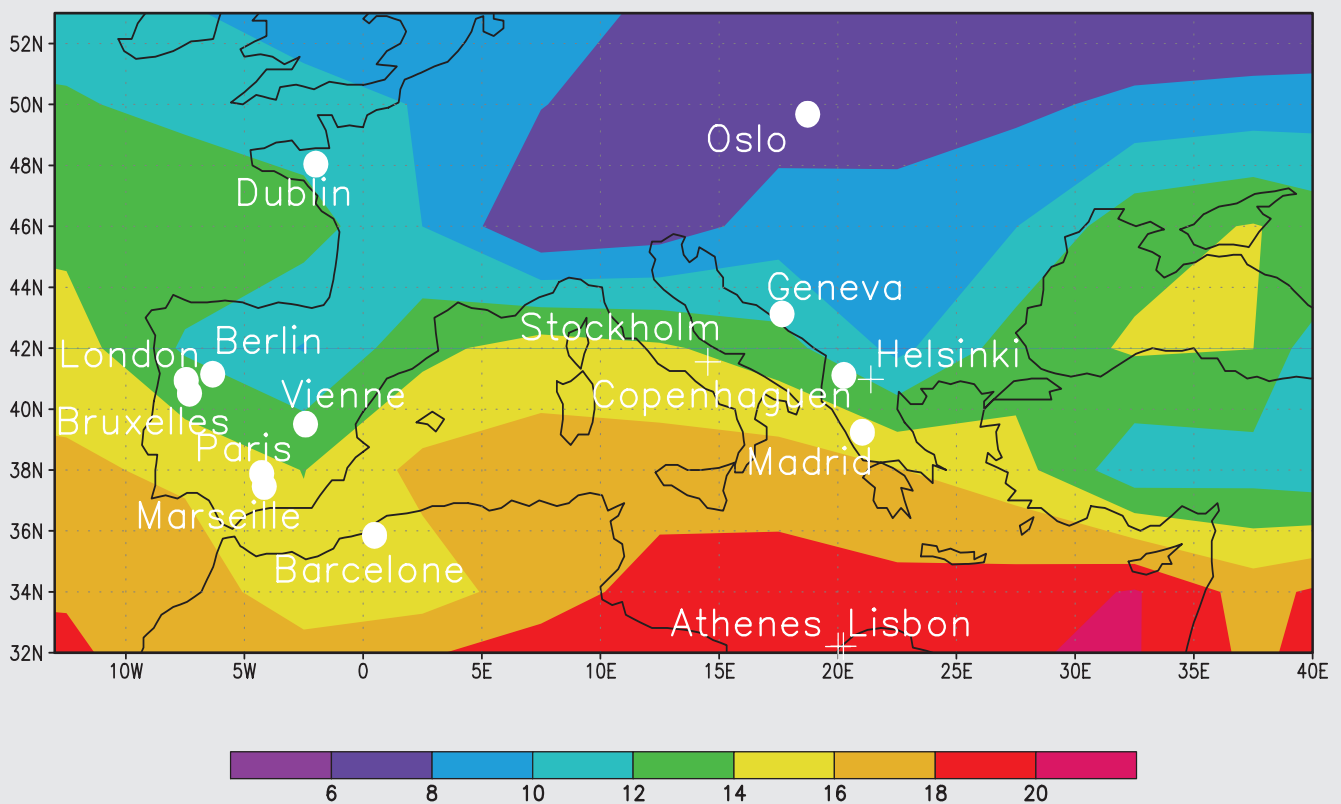 52N
50N
Oslo
48N
Dublin
46N
44N
Geneva
Stockholm
42N
London
Berlin
Helsinki
40N
Vienne
Copenhaguen
Bruxelles
Paris
38N
Madrid
Marseille
36N
Barcelone
34N
Athenes
Lisbon
32N
10W 5W 0 5E 10E 15E 20E 25E 30E 35E 40E
6 8 10 12 14 16 18 20